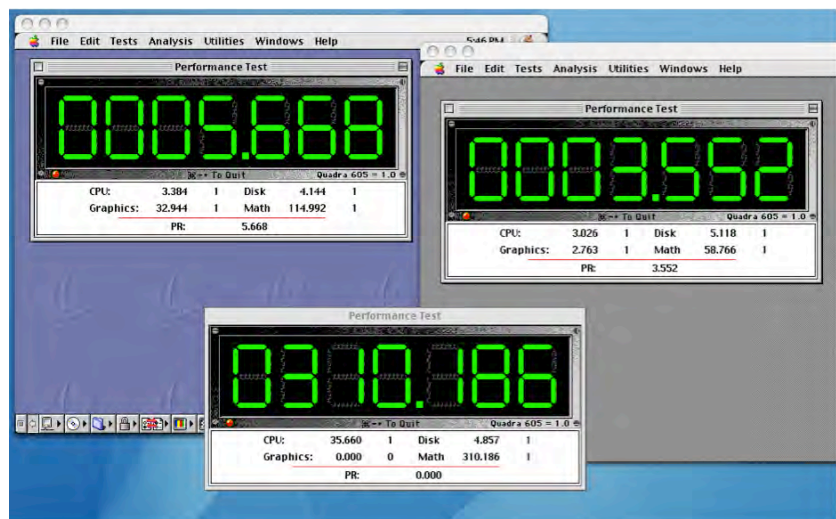 File Edit Tests Analysis Utilities Windows Help 5:46 PM
Performance Test
0005.668
⌘-. To Quit Quadra 605 = 1.0
CPU: 3.384 1 Disk 4.144 1
Graphics: 32.944 1 Math 114.992 1
PR: 5.668
File Edit Tests Analysis Utilities Windows Help
Performance Test
0003.552
⌘-. To Quit Quadra 605 = 1.0
CPU: 3.026 1 Disk 5.118 1
Graphics: 2.763 1 Math 58.766 1
PR: 3.552
Performance Test
0310.186
⌘-. To Quit Quadra 605 = 1.0
CPU: 35.660 1 Disk 4.857 1
Graphics: 0.000 0 Math 310.186 1
PR: 0.000